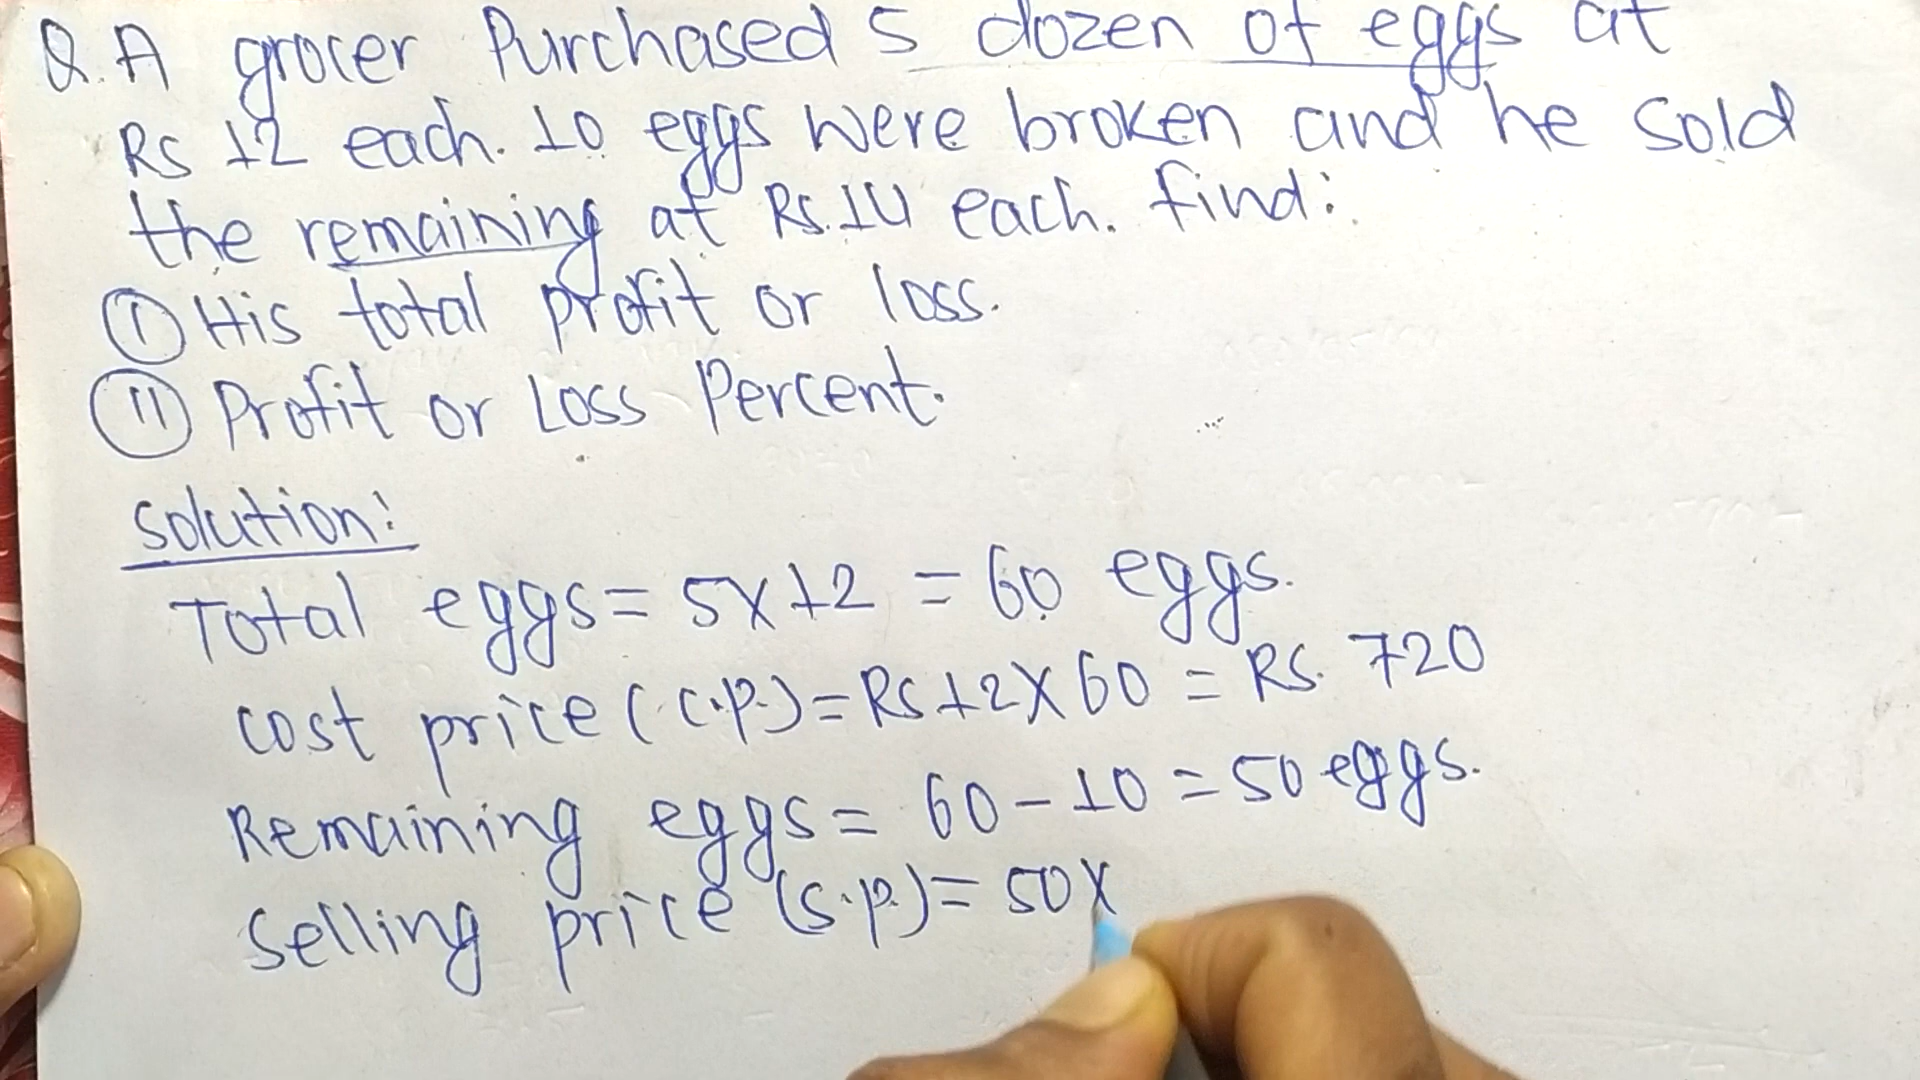 Q. A grocer Purchased 5 dozen of eggs at
Rs 12 each. 10 eggs were broken and he sold
the remaining at Rs. 14 each. find:
(I) His total profit or loss.
(II) Profit or Loss Percent.
Solution:
Total eggs = 5x12 = 60 eggs.
cost price (C.P.) = Rs 12 X 60 = Rs. 720
Remaining eggs = 60 - 10 = 50 eggs.
Selling price (S.P.) = 50 X